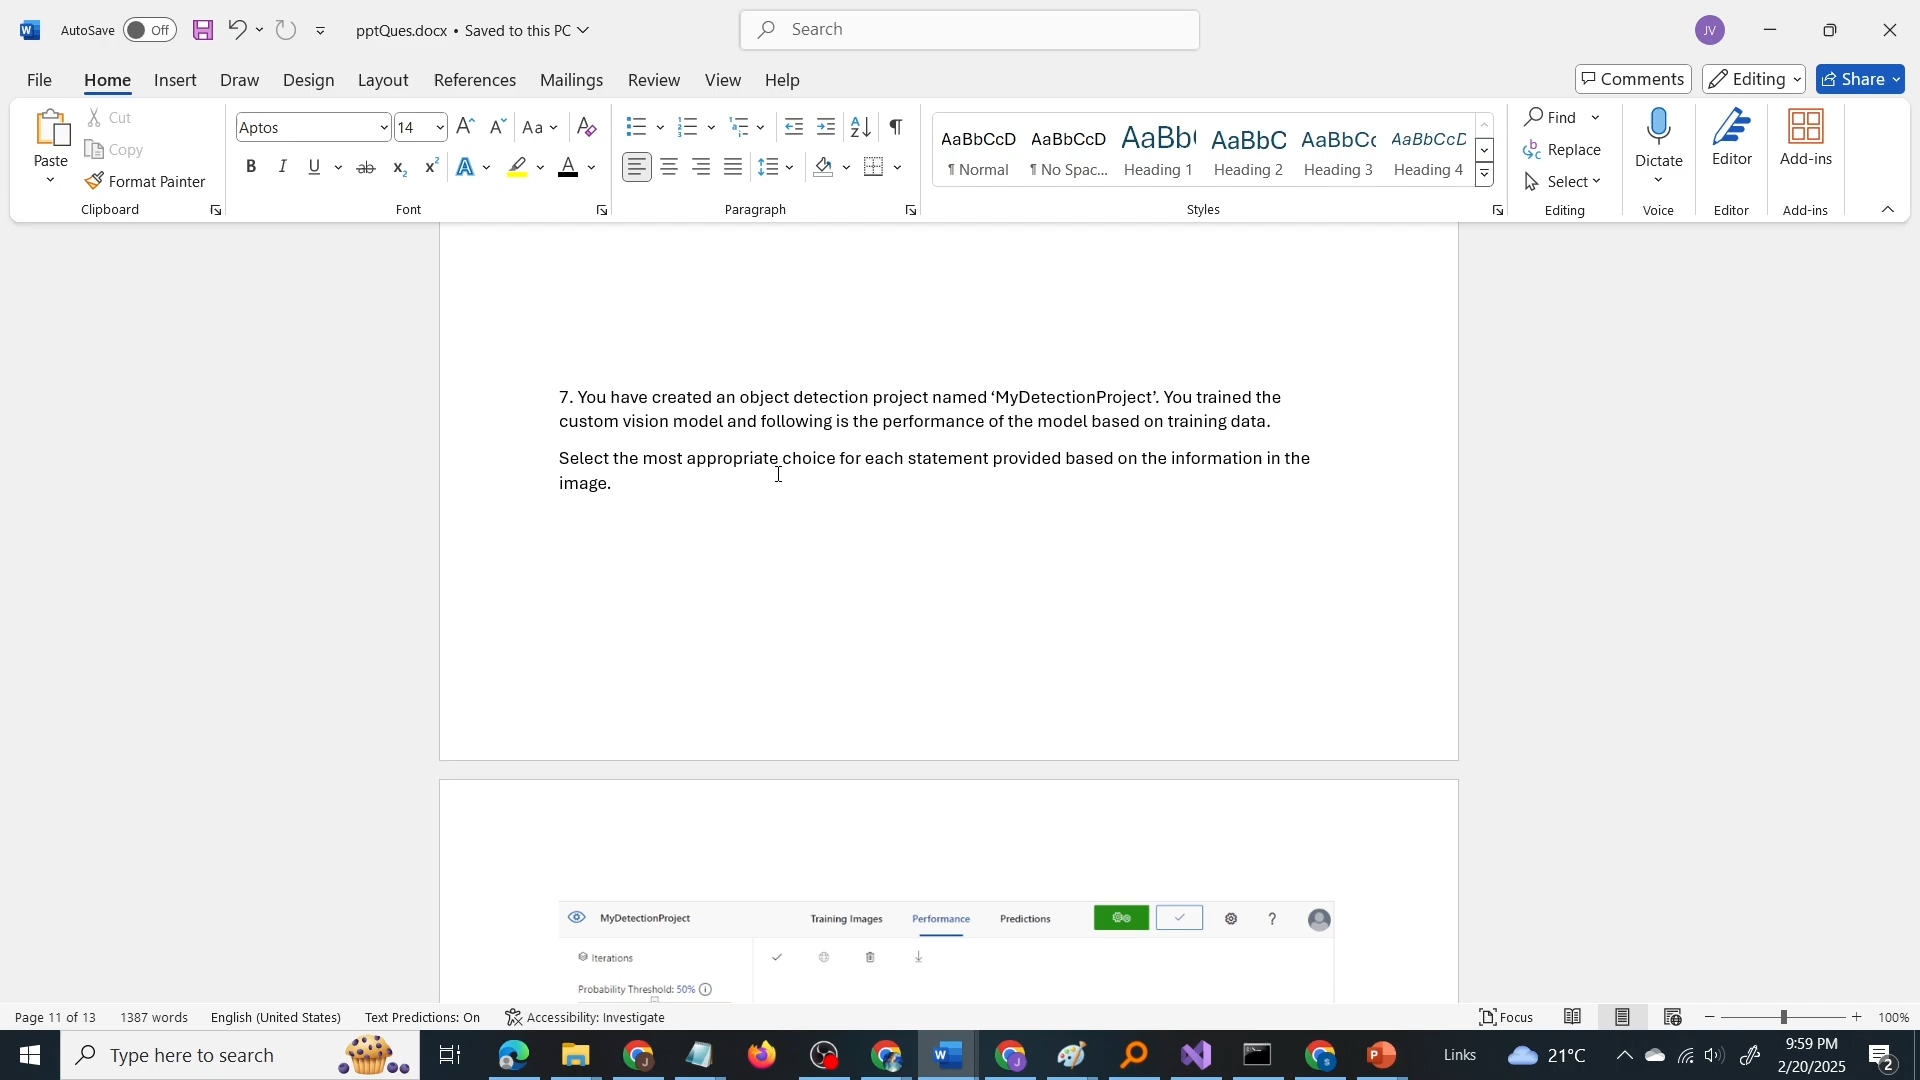 AutoSave Off pptQues.docx • Saved to this PC Search JV
File Home Insert Draw Design Layout References Mailings Review View Help Comments Editing Share
Paste Cut Copy Format Painter
Aptos 14 Aa
AaBbCcD AaBbCcD AaBb( AaBbC AaBbCc AaBbCcD
¶ Normal ¶ No Spac... Heading 1 Heading 2 Heading 3 Heading 4
Find Replace Select Dictate Editor Add-ins
Clipboard Font Paragraph Styles Editing Voice Editor Add-ins
7. You have created an object detection project named ‘MyDetectionProject’. You trained the
custom vision model and following is the performance of the model based on training data.
Select the most appropriate choice for each statement provided based on the information in the
image.
MyDetectionProject Training Images Performance Predictions ?
Iterations
Probability Threshold: 50%
Page 11 of 13 1387 words English (United States) Text Predictions: On Accessibility: Investigate Focus 100%
Type here to search Links 21°C 9:59 PM
2/20/2025 2